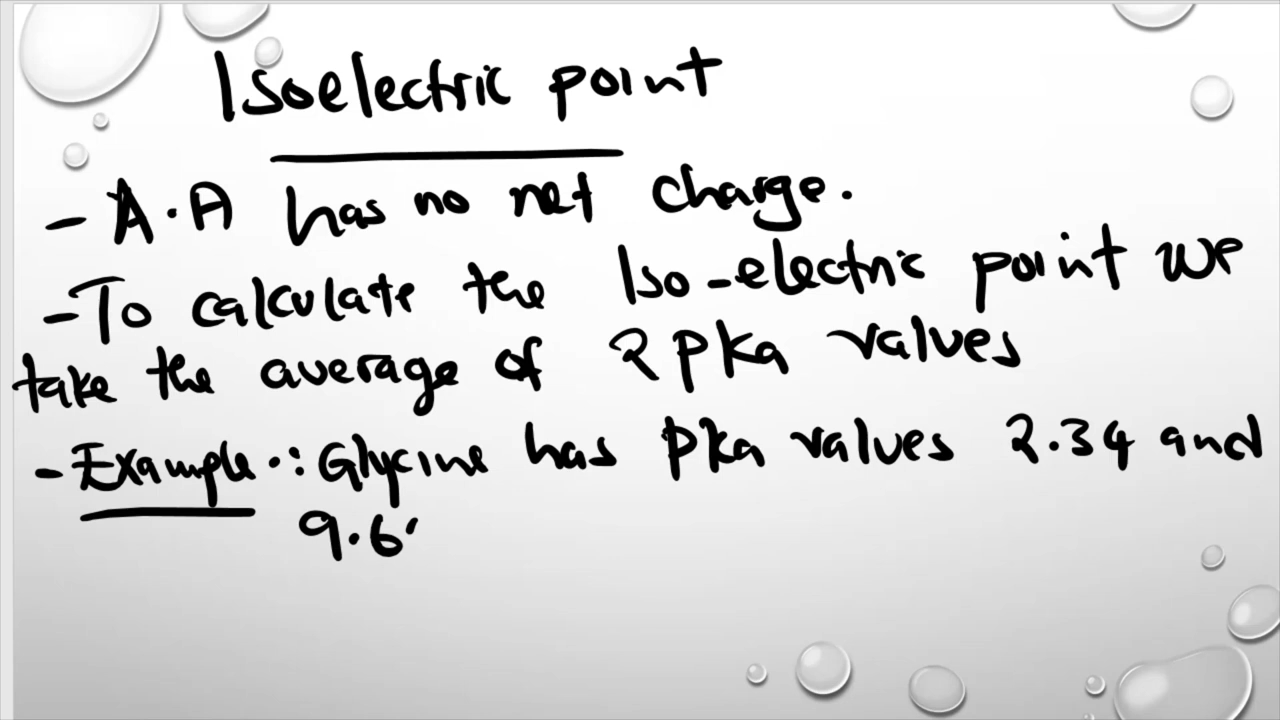 Isoelectric point
- A.A has no net charge.
- To calculate the Iso-electric point we
take the average of 2 pka values
- Example: Glycine has pka values 2.34 and
9.6